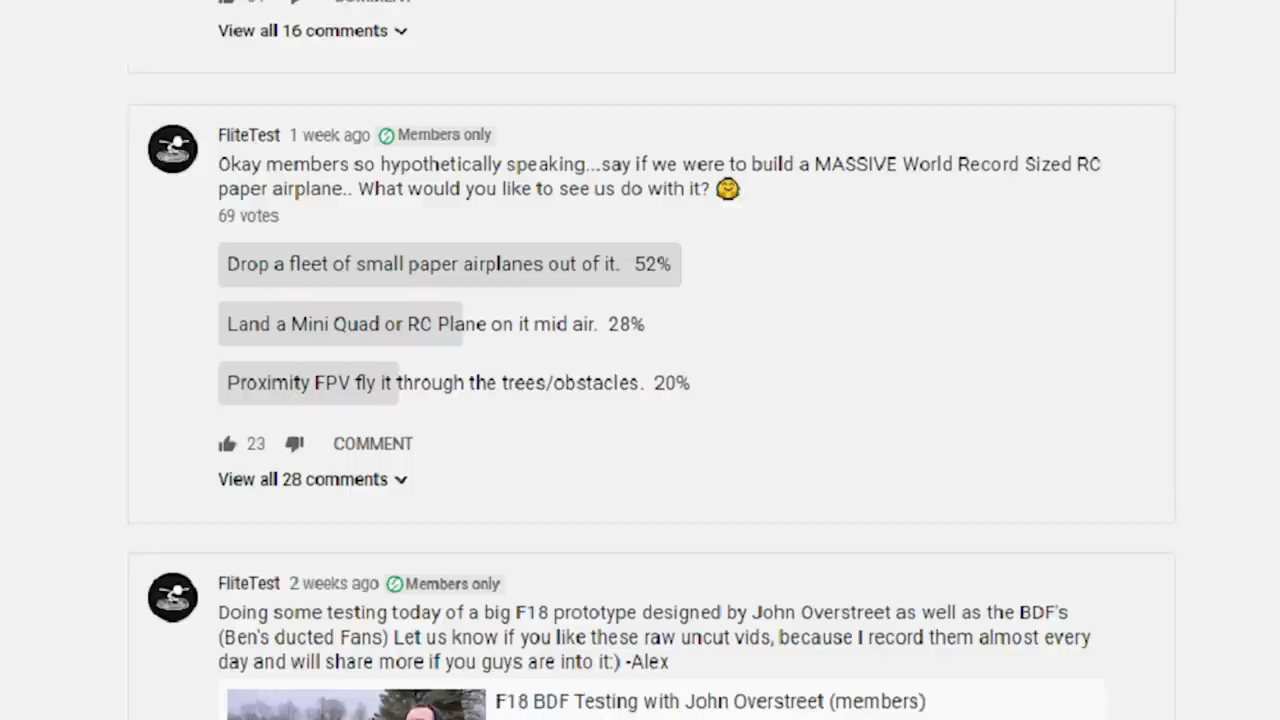 COMMENT
View all 16 comments
FliteTest 1 week ago Members only
Okay members so hypothetically speaking...say if we were to build a MASSIVE World Record Sized RC
paper airplane.. What would you like to see us do with it? 🤗
69 votes
Drop a fleet of small paper airplanes out of it. 52%
Land a Mini Quad or RC Plane on it mid air. 28%
Proximity FPV fly it through the trees/obstacles. 20%
23 COMMENT
View all 28 comments
FliteTest 2 weeks ago Members only
Doing some testing today of a big F18 prototype designed by John Overstreet as well as the BDF's
(Ben's ducted Fans) Let us know if you like these raw uncut vids, because I record them almost every
day and will share more if you guys are into it:) -Alex
F18 BDF Testing with John Overstreet (members)